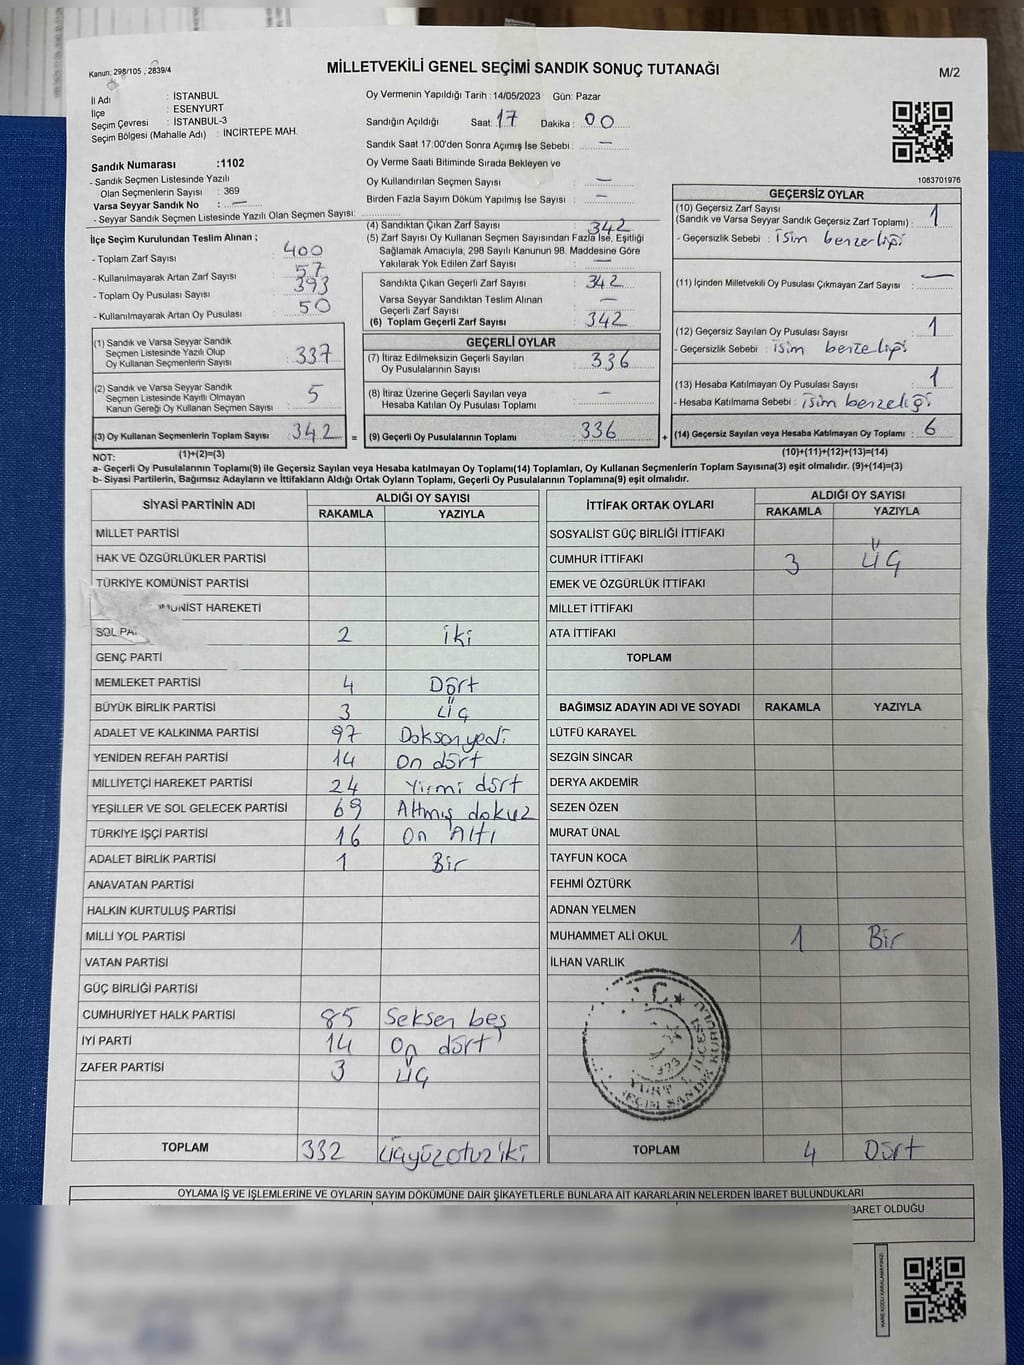 Kanun: 298/105 , 2839/4
MİLLETVEKİLİ GENEL SEÇİMİ SANDIK SONUÇ TUTANAĞI
M/2
İl Adı : İSTANBUL
İlçe : ESENYURT
Seçim Çevresi : İSTANBUL-3
Seçim Bölgesi (Mahalle Adı) : İNCİRTEPE MAH.
Sandık Numarası :1102
- Sandık Seçmen Listesinde Yazılı
Olan Seçmenlerin Sayısı : 369
Varsa Seyyar Sandık No : —
- Seyyar Sandık Seçmen Listesinde Yazılı Olan Seçmen Sayısı:
Oy Vermenin Yapıldığı Tarih :14/05/2023 Gün: Pazar
Sandığın Açıldığı Saat: 17 Dakika : 00
Sandık Saat 17:00'den Sonra Açımış İse Sebebi : —
Oy Verme Saati Bitiminde Sırada Bekleyen ve
Oy Kullandırılan Seçmen Sayısı : —
Birden Fazla Sayım Döküm Yapılmış İse Sayısı : —
1083701976
İlçe Seçim Kurulundan Teslim Alınan ;
- Toplam Zarf Sayısı : 400
- Kullanılmayarak Artan Zarf Sayısı : 57
- Toplam Oy Pusulası Sayısı : 393
- Kullanılmayarak Artan Oy Pusulası : 50
(1) Sandık ve Varsa Seyyar Sandık
Seçmen Listesinde Yazılı Olup
Oy Kullanan Seçmenlerin Sayısı : 337
(2) Sandık ve Varsa Seyyar Sandık
Seçmen Listesinde Kayıtlı Olmayan
Kanun Gereği Oy Kullanan Seçmen Sayısı : 5
(3) Oy Kullanan Seçmenlerin Toplam Sayısı : 342 =
(4) Sandıktan Çıkan Zarf Sayısı : 342
(5) Zarf Sayısı Oy Kullanan Seçmen Sayısından Fazla İse, Eşitliği
Sağlamak Amacıyla, 298 Sayılı Kanunun 98. Maddesine Göre
Yakılarak Yok Edilen Zarf Sayısı : —
Sandıkta Çıkan Geçerli Zarf Sayısı : 342
Varsa Seyyar Sandıktan Teslim Alınan
Geçerli Zarf Sayısı : —
(6) Toplam Geçerli Zarf Sayısı : 342
GEÇERLİ OYLAR
(7) İtiraz Edilmeksizin Geçerli Sayılan
Oy Pusulalarının Sayısı : 336
(8) İtiraz Üzerine Geçerli Sayılan veya
Hesaba Katılan Oy Pusulası Toplamı : —
(9) Geçerli Oy Pusulalarının Toplamı : 336 +
GEÇERSİZ OYLAR
(10) Geçersiz Zarf Sayısı
(Sandık ve Varsa Seyyar Sandık Geçersiz Zarf Toplamı) : 1
- Geçersizlik Sebebi : isim benzerliği
(11) İçinden Milletvekili Oy Pusulası Çıkmayan Zarf Sayısı : —
(12) Geçersiz Sayılan Oy Pusulası Sayısı : 1
- Geçersizlik Sebebi : isim benzerliği
(13) Hesaba Katılmayan Oy Pusulası Sayısı : 1
- Hesaba Katılmama Sebebi : isim benzerliği
(14) Geçersiz Sayılan veya Hesaba Katılmayan Oy Toplamı : 6
NOT: (1)+(2)=(3) (10)+(11)+(12)+(13)=(14)
a- Geçerli Oy Pusulalarının Toplamı(9) ile Geçersiz Sayılan veya Hesaba katılmayan Oy Toplamı(14) Toplamları, Oy Kullanan Seçmenlerin Toplam Sayısına(3) eşit olmalıdır. (9)+(14)=(3)
b- Siyasi Partilerin, Bağımsız Adayların ve İttifakların Aldığı Ortak Oyların Toplamı, Geçerli Oy Pusulalarının Toplamına(9) eşit olmalıdır.
SİYASİ PARTİNİN ADI ALDIĞI OY SAYISI
RAKAMLA YAZIYLA
MİLLET PARTİSİ
HAK VE ÖZGÜRLÜKLER PARTİSİ
TÜRKİYE KOMÜNİST PARTİSİ
HAREKETİ
SOL 2 iki
GENÇ PARTİ
MEMLEKET PARTİSİ 4 Dört
BÜYÜK BİRLİK PARTİSİ 3 ÜÇ
ADALET VE KALKINMA PARTİSİ 97 Doksan yedi
YENİDEN REFAH PARTİSİ 14 On dört
MİLLİYETÇİ HAREKET PARTİSİ 24 Yirmi dört
YEŞİLLER VE SOL GELECEK PARTİSİ 69 Altmış dokuz
TÜRKİYE İŞÇİ PARTİSİ 16 On Altı
ADALET BİRLİK PARTİSİ 1 Bir
ANAVATAN PARTİSİ
HALKIN KURTULUŞ PARTİSİ
MİLLİ YOL PARTİSİ
VATAN PARTİSİ
GÜÇ BİRLİĞİ PARTİSİ
CUMHURİYET HALK PARTİSİ 85 Seksen beş
İYİ PARTİ 14 On dört
ZAFER PARTİSİ 3 ÜÇ
TOPLAM 332 üçyüzotuziki
İTTİFAK ORTAK OYLARI ALDIĞI OY SAYISI
RAKAMLA YAZIYLA
SOSYALİST GÜÇ BİRLİĞİ İTTİFAKI
CUMHUR İTTİFAKI 3 ÜÇ
EMEK VE ÖZGÜRLÜK İTTİFAKI
MİLLET İTTİFAKI
ATA İTTİFAKI
TOPLAM
BAĞIMSIZ ADAYIN ADI VE SOYADI RAKAMLA YAZIYLA
LÜTFÜ KARAYEL
SEZGİN SİNCAR
DERYA AKDEMİR
SEZEN ÖZEN
MURAT ÜNAL
TAYFUN KOCA
FEHMİ ÖZTÜRK
ADNAN YELMEN
MUHAMMET ALİ OKUL 1 Bir
İLHAN VARLIK
TOPLAM 4 Dört
OYLAMA İŞ VE İŞLEMLERİNE VE OYLARIN SAYIM DÖKÜMÜNE DAİR ŞİKAYETLERLE BUNLARA AİT KARARLARIN NELERDEN İBARET BULUNDUKLARI
BARET OLDUĞU